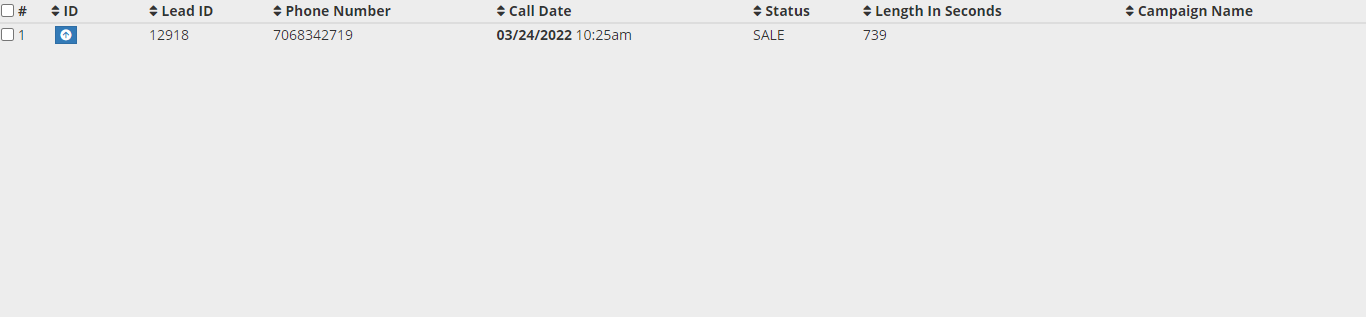 # ID Lead ID Phone Number Call Date Status Length In Seconds Campaign Name
1 12918 7068342719 03/24/2022 10:25am SALE 739